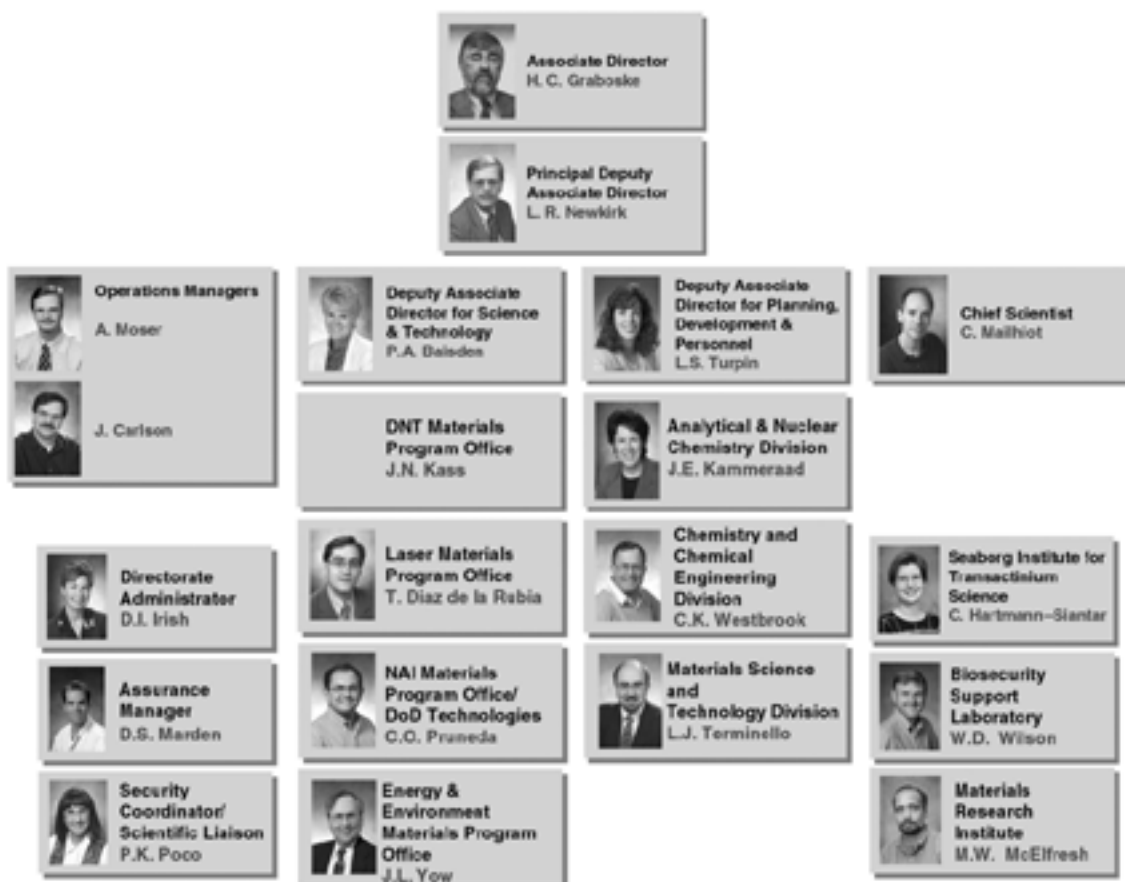 Associate Director
H. C. Graboske
Principal Deputy
Associate Director
L. R. Newkirk
Operations Managers
A. Moser
J. Carlson
Deputy Associate
Director for Science
& Technology
P.A. Baisden
Deputy Associate
Director for Planning,
Development &
Personnel
L.S. Turpin
Chief Scientist
C. Mailhiot
DNT Materials
Program Office
J.N. Kass
Analytical & Nuclear
Chemistry Division
J.E. Kammeraad
Directorate
Administrator
D.I. Irish
Laser Materials
Program Office
T. Diaz de la Rubia
Chemistry and
Chemical
Engineering
Division
C.K. Westbrook
Seaborg Institute for
Transactinium
Science
C. Hartmann–Siantar
Assurance
Manager
D.S. Marden
NAI Materials
Program Office/
DoD Technologies
C.O. Pruneda
Materials Science
and
Technology Division
L.J. Terminello
Biosecurity
Support
Laboratory
W.D. Wilson
Security
Coordinator/
Scientific Liaison
P.K. Poco
Energy &
Environment
Materials Program
Office
J.L. Yow
Materials
Research
Institute
M.W. McElfresh